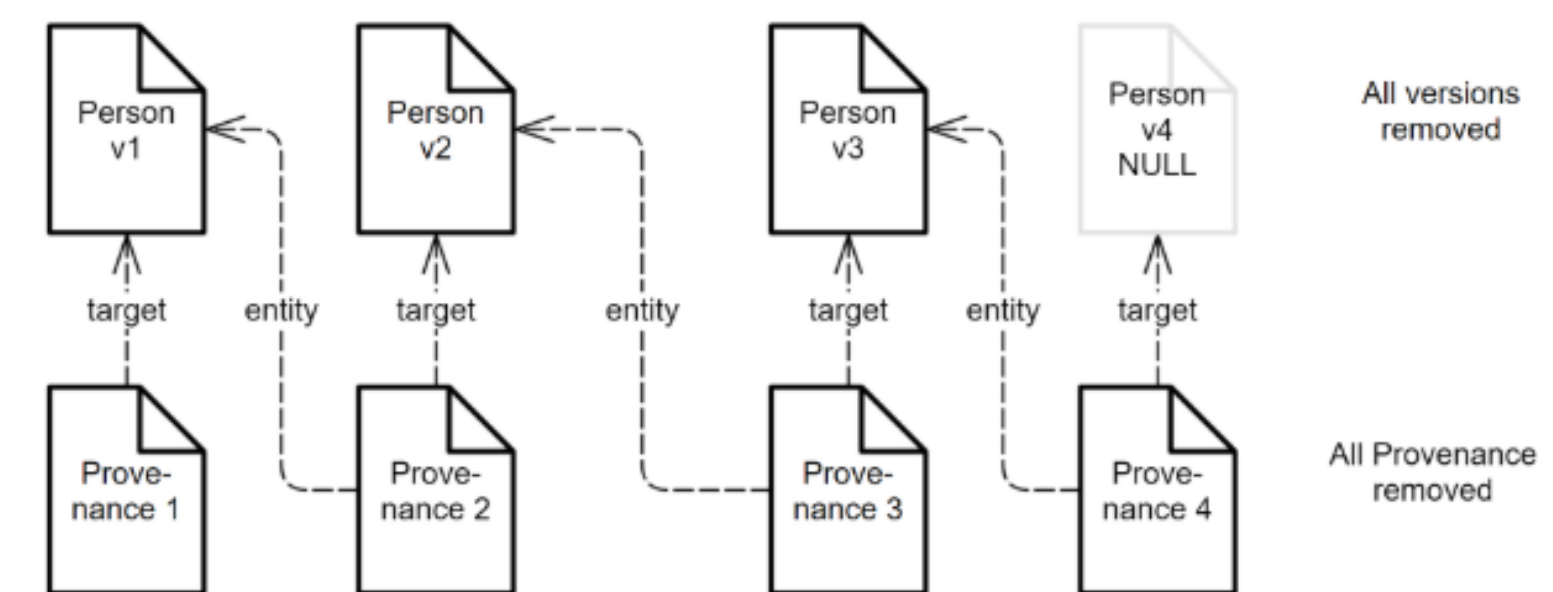 Person
v1
Person
v2
Person
v3
Person
v4
NULL
All versions
removed
target
entity
target
entity
target
entity
target
Prove-
nance 1
Prove-
nance 2
Prove-
nance 3
Prove-
nance 4
All Provenance
removed